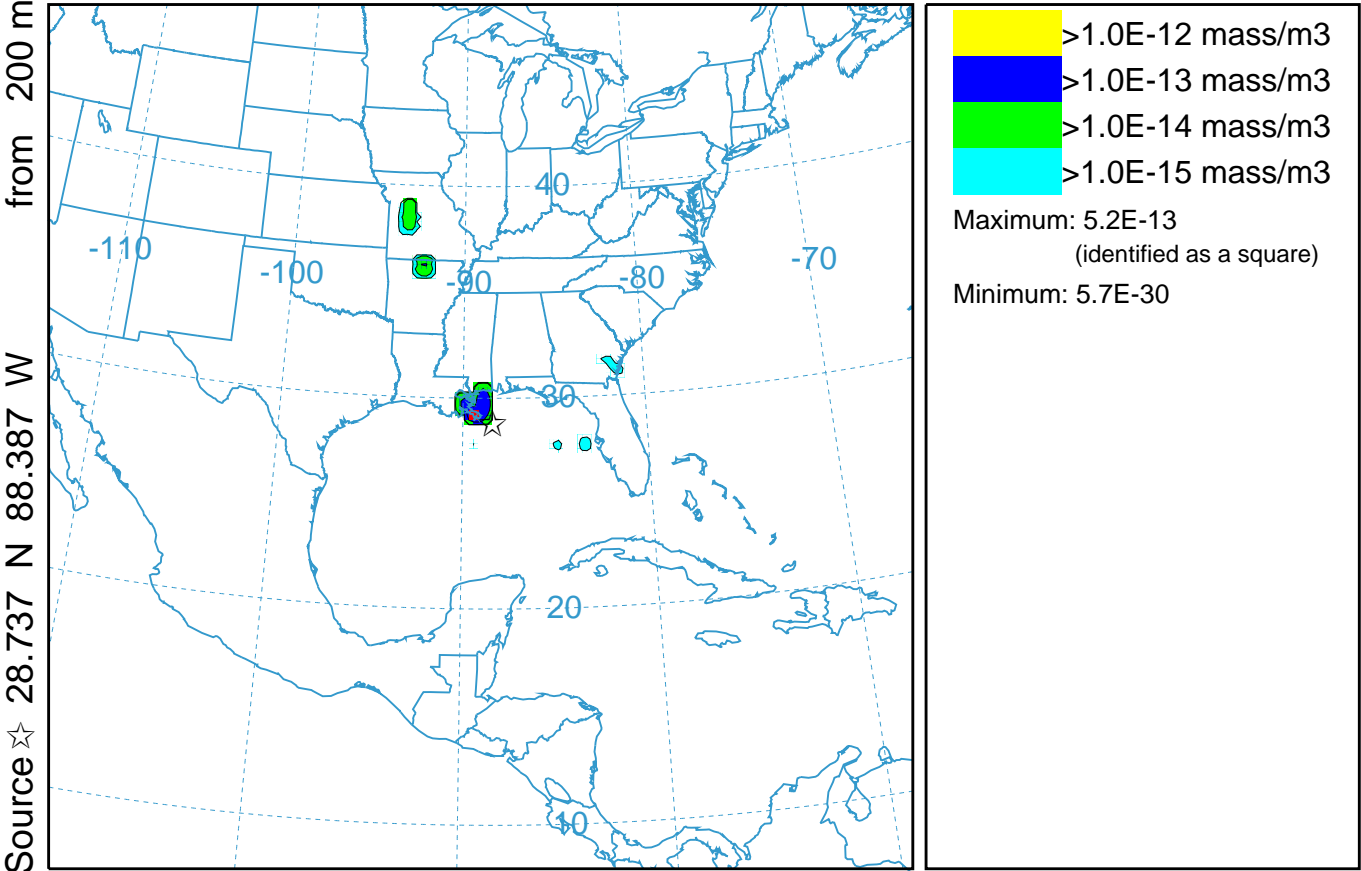 Source ☆ 28.737 N 88.387 W from 200 m
>1.0E-12 mass/m3
>1.0E-13 mass/m3
>1.0E-14 mass/m3
>1.0E-15 mass/m3
Maximum: 5.2E-13
(identified as a square)
Minimum: 5.7E-30
40
-110
-100
-90
-80
-70
30
20
10